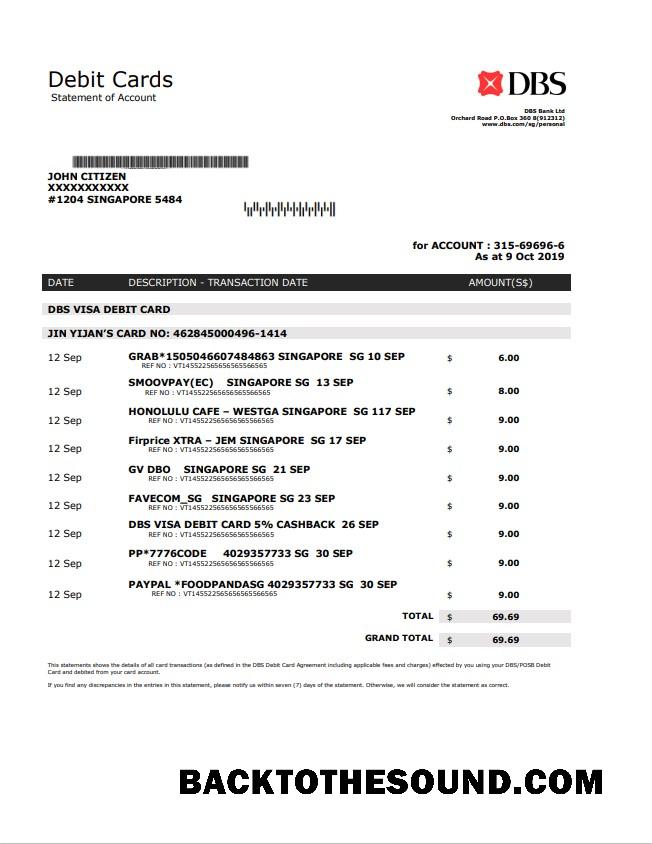 Debit Cards
Statement of Account
DBS
DBS Bank Ltd
Orchard Road P.O.Box 360 8(912312)
www.dbs.com/sg/personal
JOHN CITIZEN
XXXXXXXXXXX
#1204 SINGAPORE 5484
for ACCOUNT : 315-69696-6
As at 9 Oct 2019
DATE DESCRIPTION - TRANSACTION DATE AMOUNT(S$)
DBS VISA DEBIT CARD
JIN YIJAN'S CARD NO: 462845000496-1414
12 Sep GRAB*1505046607484863 SINGAPORE SG 10 SEP $ 6.00
REF NO : VT145522565656565566565
12 Sep SMOOVPAY(EC) SINGAPORE SG 13 SEP $ 8.00
REF NO : VT145522565656565566565
12 Sep HONOLULU CAFE – WESTGA SINGAPORE SG 117 SEP $ 9.00
REF NO : VT145522565656565566565
12 Sep Firprice XTRA – JEM SINGAPORE SG 17 SEP $ 9.00
REF NO : VT145522565656565566565
12 Sep GV DBO SINGAPORE SG 21 SEP $ 9.00
REF NO : VT145522565656565566565
12 Sep FAVECOM_SG SINGAPORE SG 23 SEP $ 9.00
REF NO : VT145522565656565566565
12 Sep DBS VISA DEBIT CARD 5% CASHBACK 26 SEP $ 9.00
REF NO : VT145522565656565566565
12 Sep PP*7776CODE 4029357733 SG 30 SEP $ 9.00
REF NO : VT145522565656565566565
12 Sep PAYPAL *FOODPANDASG 4029357733 SG 30 SEP $ 9.00
REF NO : VT145522565656565566565
TOTAL $ 69.69
GRAND TOTAL $ 69.69
This statements shows the details of all card transactions (as defined in the DBS Debit Card Agreement including applicable fees and charges) effected by you using your DBS/POSB Debit
Card and debited from your card account.
If you find any discrepancies in the entries in this statement, please notify us within seven (7) days of the statement. Otherwise, we will consider the statement as correct.
BACKTOTHESOUND.COM